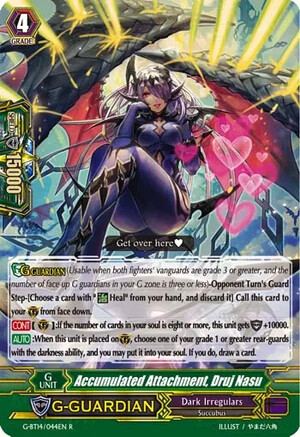 4
GRADE
SHIELD
15000
Get over here♥
G GUARDIAN Usable when both fighters' vanguards are grade 3 or greater, and the
number of face up G guardians in your G zone is three or less)-Opponent Turn's Guard
Step-[Choose a card with " Heal" from your hand, and discard it] Call this card to
your from face down.
CONT [ ]:If the number of cards in your soul is eight or more, this unit gets +10000.
AUTO:When this unit is placed on , choose one of your grade 1 or greater rear-guards
with the darkness ability, and you may put it into your soul. If you do, draw a card.
G
UNIT
Accumulated Attachment, Druj Nasu
G-GUARDIAN
Dark Irregulars
Succubus
G-BT14/044EN R
ILLUST / やまだ六角